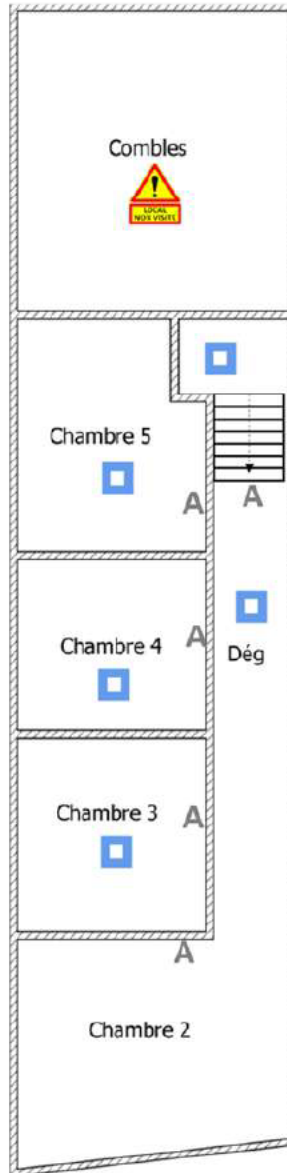 Combles
LOCAL
NON VISITE
Chambre 5
A
A
Chambre 4
A
Dég
Chambre 3
A
A
Chambre 2